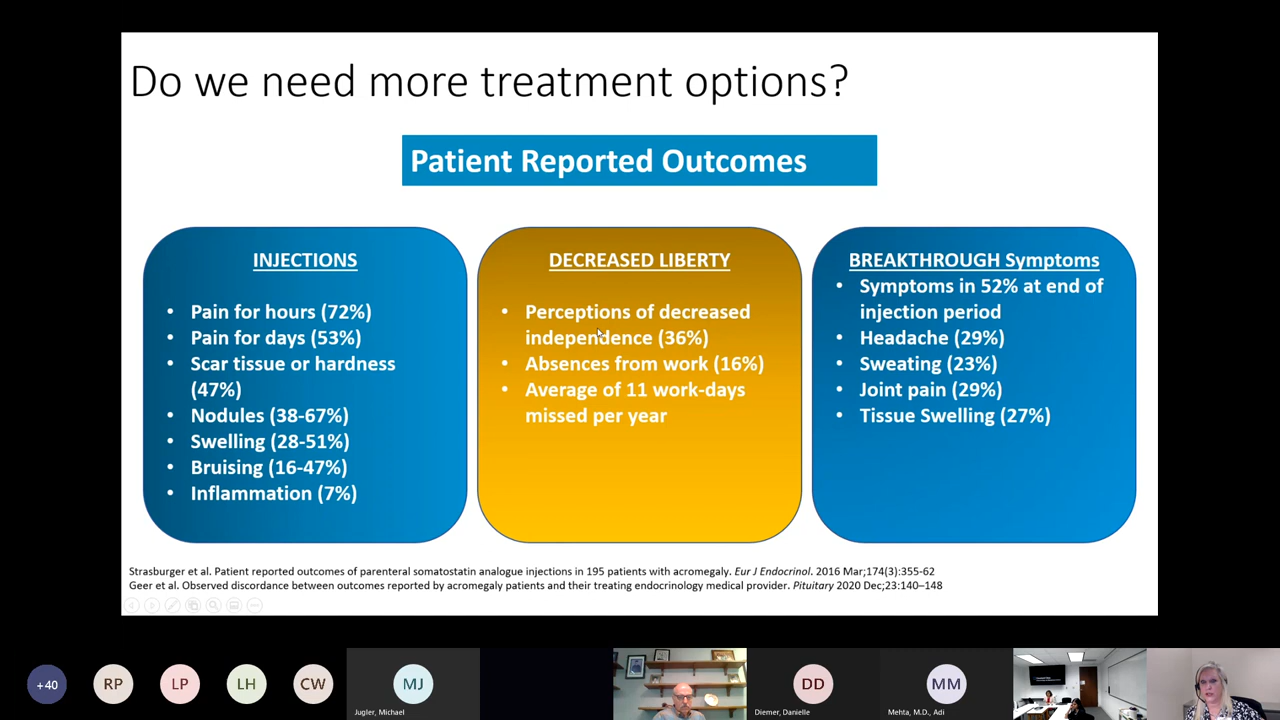 Do we need more treatment options?
Patient Reported Outcomes
INJECTIONS
• Pain for hours (72%)
• Pain for days (53%)
• Scar tissue or hardness
(47%)
• Nodules (38-67%)
• Swelling (28-51%)
• Bruising (16-47%)
• Inflammation (7%)
DECREASED LIBERTY
• Perceptions of decreased
independence (36%)
• Absences from work (16%)
• Average of 11 work-days
missed per year
BREAKTHROUGH Symptoms
• Symptoms in 52% at end of
injection period
• Headache (29%)
• Sweating (23%)
• Joint pain (29%)
• Tissue Swelling (27%)
Strasburger et al. Patient reported outcomes of parenteral somatostatin analogue injections in 195 patients with acromegaly. Eur J Endocrinol. 2016 Mar;174(3):355-62
Geer et al. Observed discordance between outcomes reported by acromegaly patients and their treating endocrinology medical provider. Pituitary 2020 Dec;23:140–148
+40
RP
LP
LH
CW
MJ
Jugler, Michael
DD
Diemer, Danielle
MM
Mehta, M.D., Adi